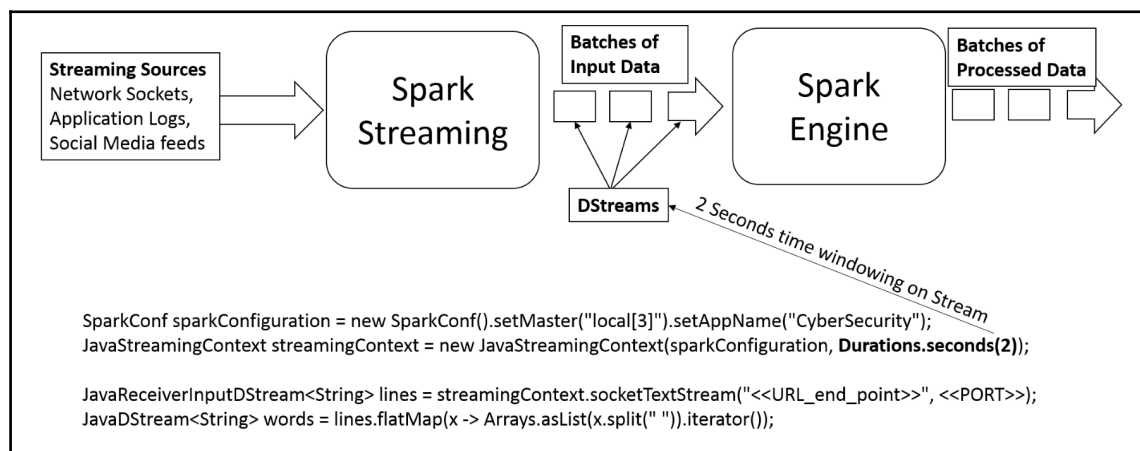 Streaming Sources
Network Sockets,
Application Logs,
Social Media feeds
Spark
Streaming
Batches of
Input Data
Spark
Engine
Batches of
Processed Data
DStreams
2 Seconds time windowing on Stream
SparkConf sparkConfiguration = new SparkConf().setMaster("local[3]").setAppName("CyberSecurity");
JavaStreamingContext streamingContext = new JavaStreamingContext(sparkConfiguration, Durations.seconds(2));
JavaReceiverInputDStream<String> lines = streamingContext.socketTextStream("<<URL_end_point>>", <<PORT>>);
JavaDStream<String> words = lines.flatMap(x -> Arrays.asList(x.split(" ")).iterator());